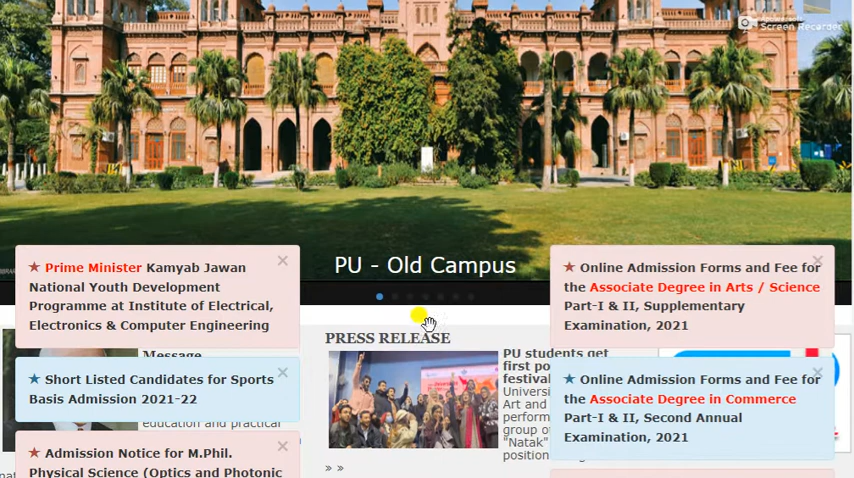 Screen Recorder
PU - Old Campus
★ Prime Minister Kamyab Jawan
National Youth Development
Programme at Institute of Electrical,
Electronics & Computer Engineering
★ Short Listed Candidates for Sports
Basis Admission 2021-22
★ Admission Notice for M.Phil.
Physical Science (Optics and Photonic
Message
education and practical
PRESS RELEASE
PU students get
first po
festiva
Universi
Art and
perform
group o
"Natak"
position
» »
★ Online Admission Forms and Fee for
the Associate Degree in Arts / Science
Part-I & II, Supplementary
Examination, 2021
★ Online Admission Forms and Fee for
the Associate Degree in Commerce
Part-I & II, Second Annual
Examination, 2021